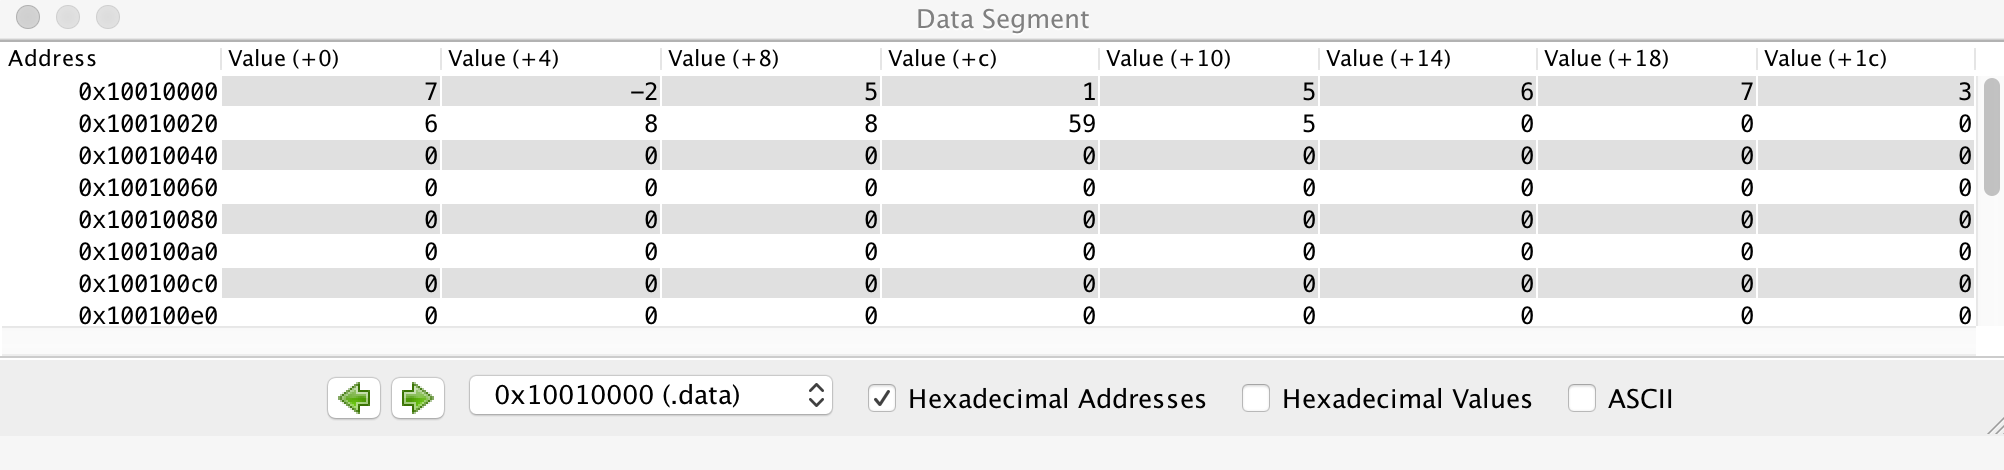 Data Segment
Address Value (+0) Value (+4) Value (+8) Value (+c) Value (+10) Value (+14) Value (+18) Value (+1c)
0x10010000 7 −2 5 1 5 6 7 3
0x10010020 6 8 8 59 5 0 0 0
0x10010040 0 0 0 0 0 0 0 0
0x10010060 0 0 0 0 0 0 0 0
0x10010080 0 0 0 0 0 0 0 0
0x100100a0 0 0 0 0 0 0 0 0
0x100100c0 0 0 0 0 0 0 0 0
0x100100e0 0 0 0 0 0 0 0 0
0x10010000 (.data) Hexadecimal Addresses Hexadecimal Values ASCII